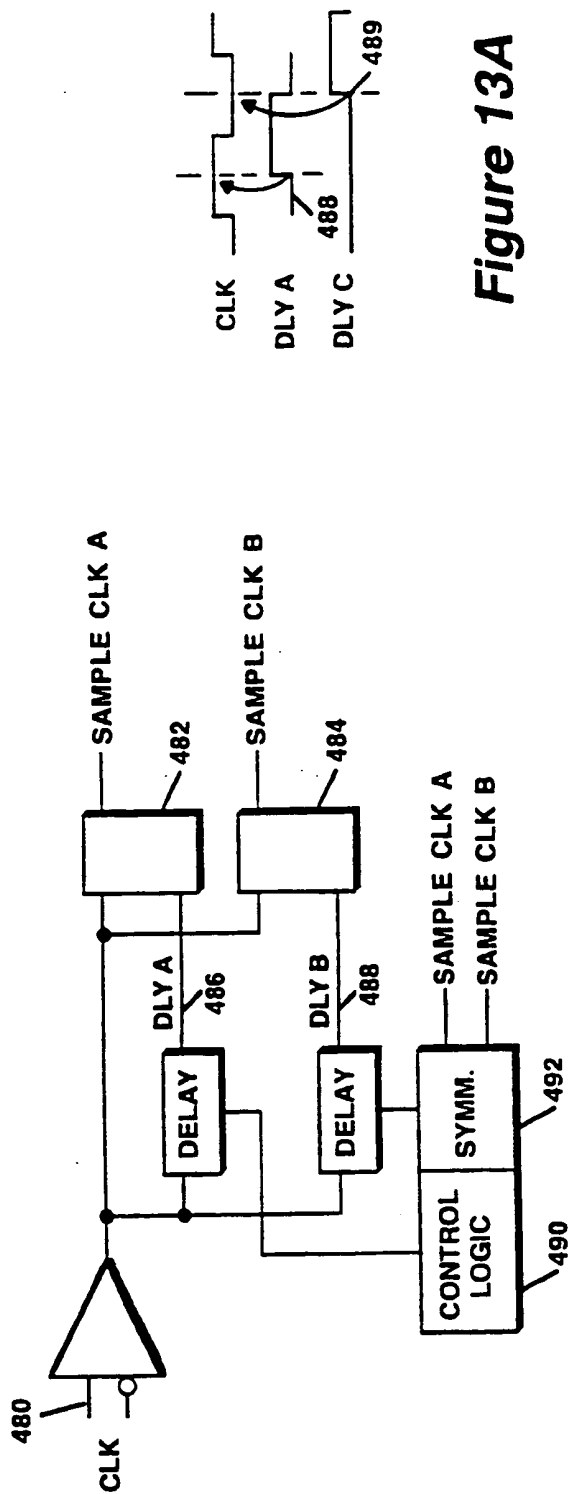 480
CLK
DELAY
DLY A
486
482
SAMPLE CLK A
DELAY
DLY B
488
484
SAMPLE CLK B
CONTROL
LOGIC
490
SYMM.
492
SAMPLE CLK A
SAMPLE CLK B
CLK
DLY A
488
DLY C
489
Figure 13A